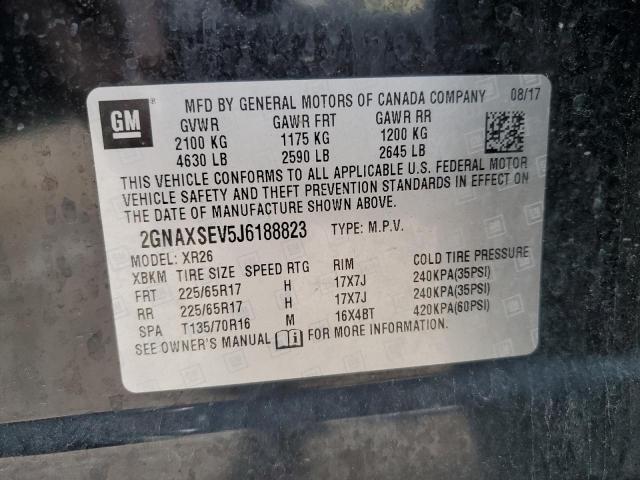 GM
MFD BY GENERAL MOTORS OF CANADA COMPANY 08/17
GVWR GAWR FRT GAWR RR
2100 KG 1175 KG 1200 KG
4630 LB 2590 LB 2645 LB
THIS VEHICLE CONFORMS TO ALL APPLICABLE U.S. FEDERAL MOTOR
VEHICLE SAFETY AND THEFT PREVENTION STANDARDS IN EFFECT ON
THE DATE OF MANUFACTURE SHOWN ABOVE.
2GNAXSEV5J6188823 TYPE: M.P.V.
MODEL: XR26
XBKM TIRE SIZE SPEED RTG RIM COLD TIRE PRESSURE
FRT 225/65R17 H 17X7J 240KPA(35PSI)
RR 225/65R17 H 17X7J 240KPA(35PSI)
SPA T135/70R16 M 16X4BT 420KPA(60PSI)
SEE OWNER'S MANUAL FOR MORE INFORMATION